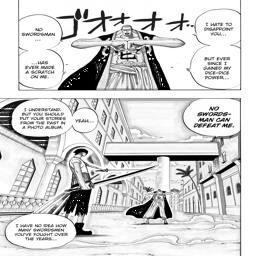 I HATE TO
DISAPPOINT
YOU...
BUT EVER
SINCE I
GAINED MY
DICE-DICE
POWER...
ゴオオオオ
NO
SWORDSMAN
...
...HAS
EVER MADE
A SCRATCH
ON ME.
NO
SWORDS-
MAN CAN
DEFEAT ME.
YEAH...
I UNDERSTAND.
BUT YOU SHOULD
PUT YOUR STORIES
FROM THE PAST IN
A PHOTO ALBUM.
I HAVE NO IDEA HOW
MANY SWORDSMEN
YOU'VE FOUGHT OVER
THE YEARS...